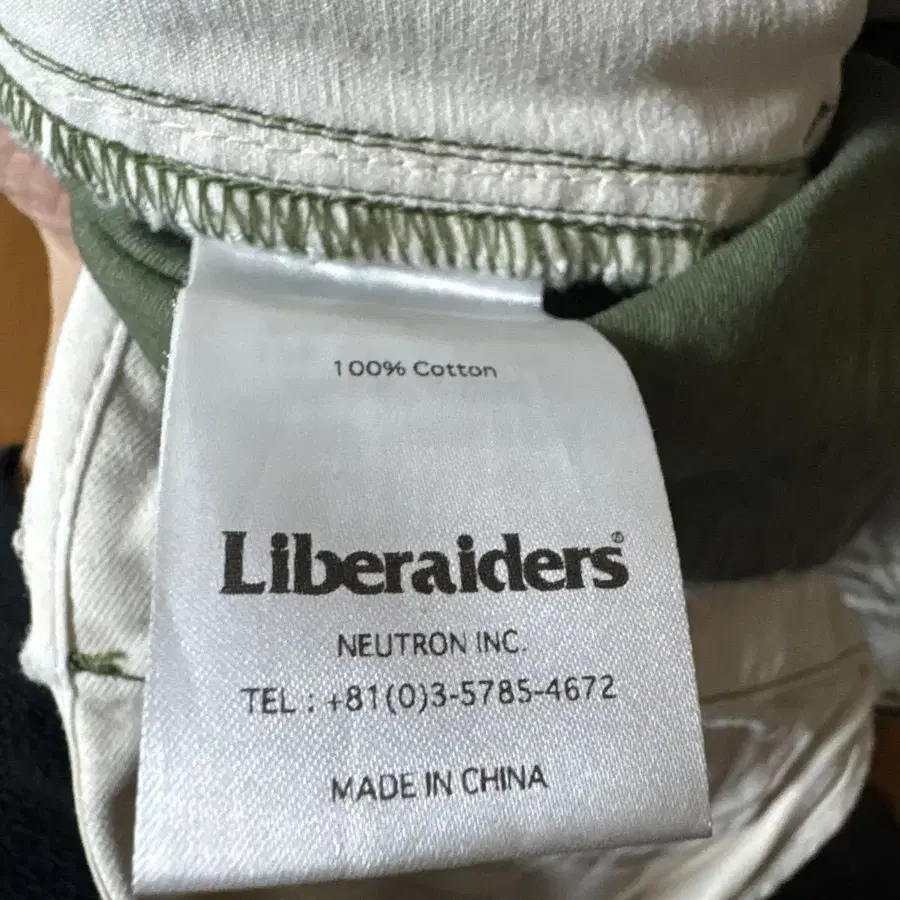 100% Cotton
Liberaiders®
NEUTRON INC.
TEL : +81(0)3-5785-4672
MADE IN CHINA